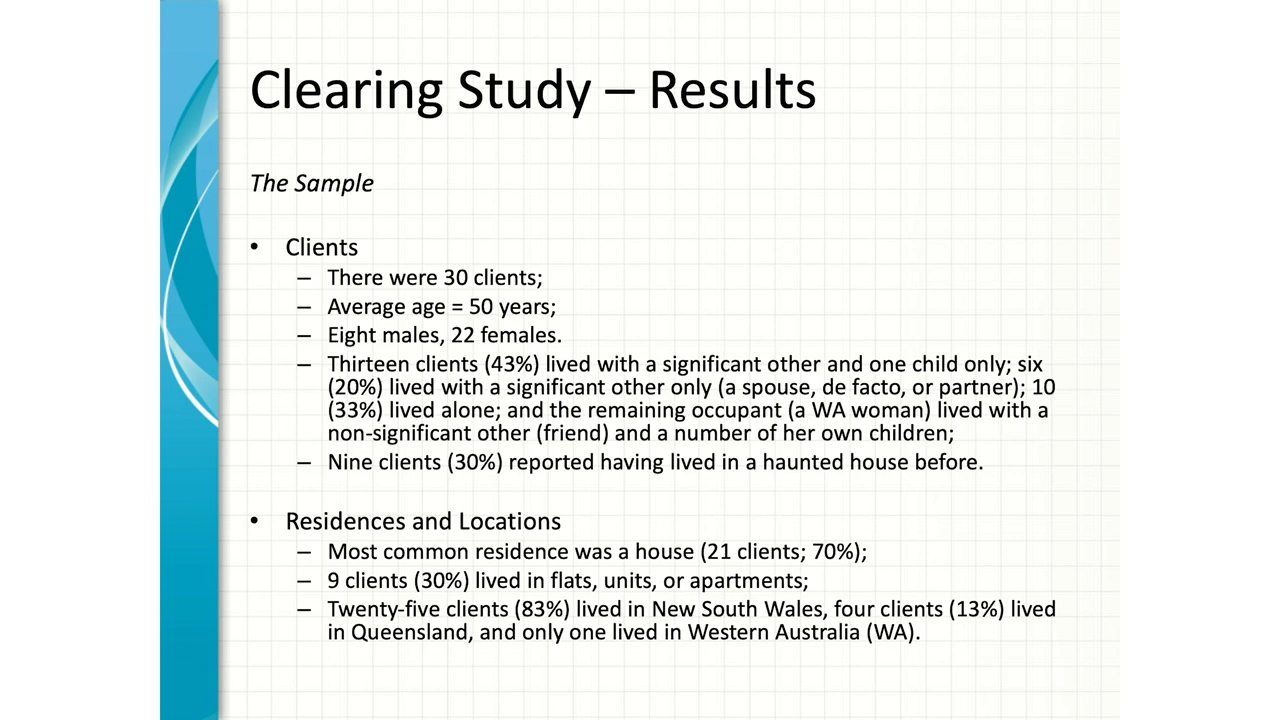 Clearing Study – Results
The Sample
• Clients
– There were 30 clients;
– Average age = 50 years;
– Eight males, 22 females.
– Thirteen clients (43%) lived with a significant other and one child only; six
(20%) lived with a significant other only (a spouse, de facto, or partner); 10
(33%) lived alone; and the remaining occupant (a WA woman) lived with a
non-significant other (friend) and a number of her own children;
– Nine clients (30%) reported having lived in a haunted house before.
• Residences and Locations
– Most common residence was a house (21 clients; 70%);
– 9 clients (30%) lived in flats, units, or apartments;
– Twenty-five clients (83%) lived in New South Wales, four clients (13%) lived
in Queensland, and only one lived in Western Australia (WA).